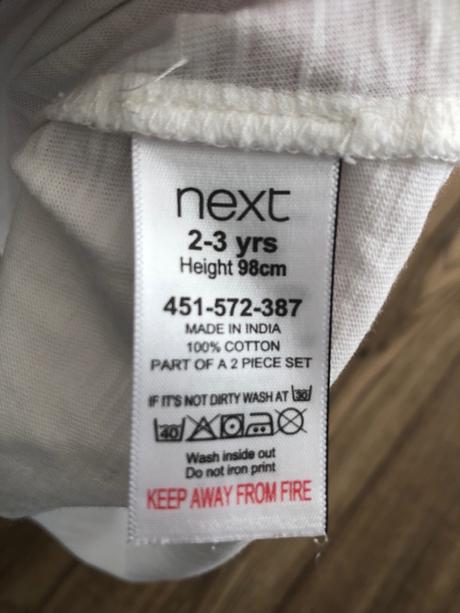 next
2-3 yrs
Height 98cm
451-572-387
MADE IN INDIA
100% COTTON
PART OF A 2 PIECE SET
IF IT'S NOT DIRTY WASH AT 30
40
Wash inside out
Do not iron print
KEEP AWAY FROM FIRE